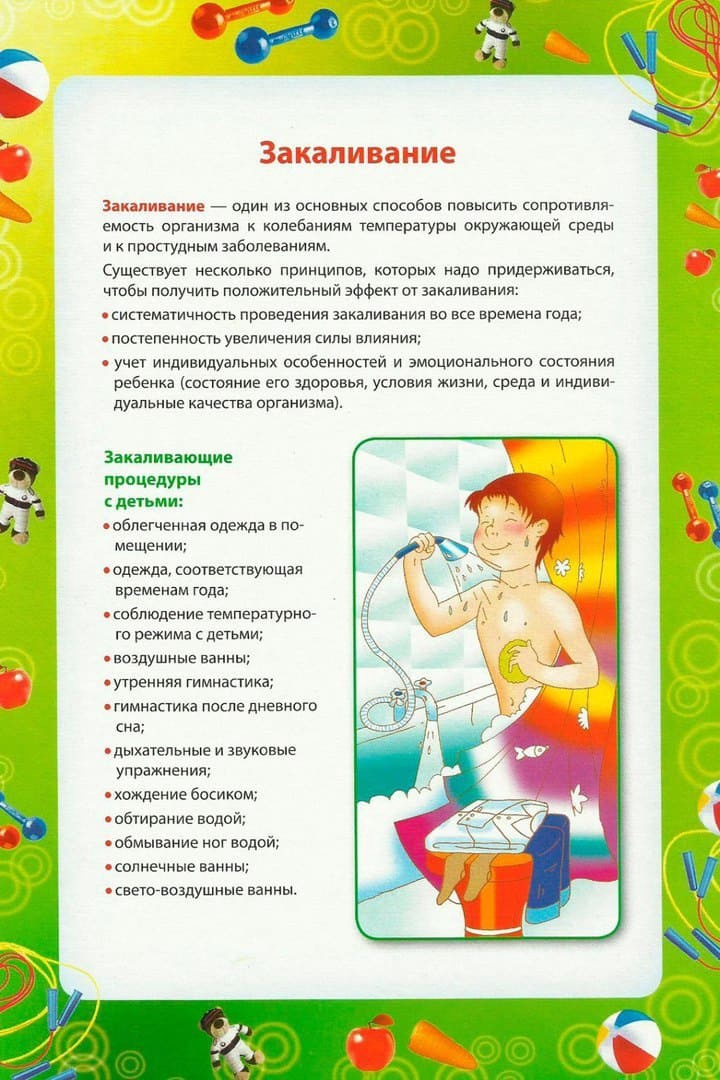 Закаливание
Закаливание — один из основных способов повысить сопротивля-
емость организма к колебаниям температуры окружающей среды
и к простудным заболеваниям.
Существует несколько принципов, которых надо придерживаться,
чтобы получить положительный эффект от закаливания:
• систематичность проведения закаливания во все времена года;
• постепенность увеличения силы влияния;
• учет индивидуальных особенностей и эмоционального состояния
ребенка (состояние его здоровья, условия жизни, среда и индиви-
дуальные качества организма).
Закаливающие
процедуры
с детьми:
• облегченная одежда в по-
мещении;
• одежда, соответствующая
временам года;
• соблюдение температурно-
го режима с детьми;
• воздушные ванны;
• утренняя гимнастика;
• гимнастика после дневного
сна;
• дыхательные и звуковые
упражнения;
• хождение босиком;
• обтирание водой;
• обмывание ног водой;
• солнечные ванны;
• свето-воздушные ванны.